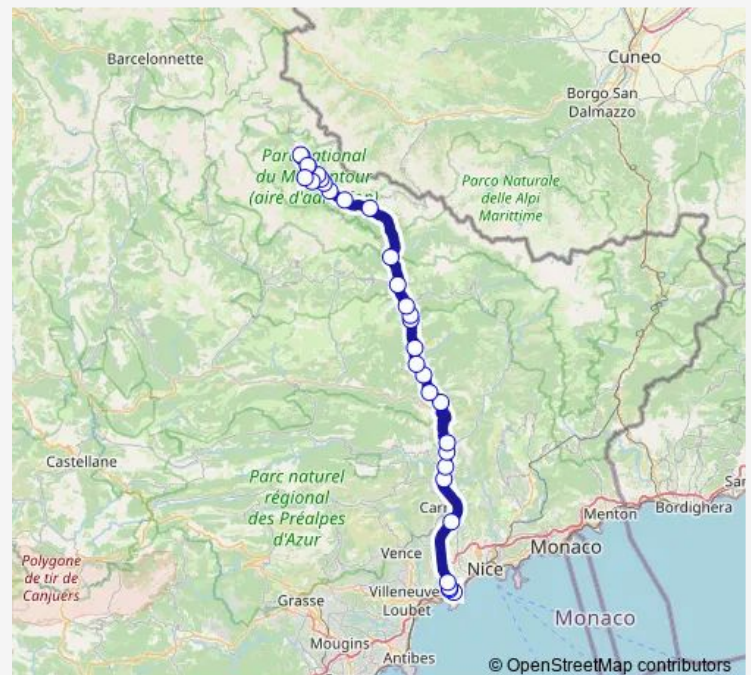 Cuneo
Barcelonnette
Borgo San
Dalmazzo
Parc national
du Mercantour
(aire d'adhésion)
Parco Naturale
delle Alpi
Marittime
Castellane
Parc naturel
régional
des Préalpes
d'Azur
Carr
Sar
Bordighera
Menton
Monaco
Vence
Nice
Polygone
de tir de
Canjuers
Grasse
Villeneuve
Loubet
Monaco
Mougins
Antibes
© OpenStreetMap contributors